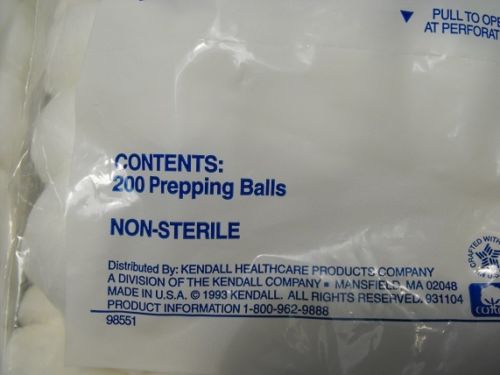 ▼ PULL TO OPE
AT PERFORAT
CONTENTS:
200 Prepping Balls
NON-STERILE
Distributed By: KENDALL HEALTHCARE PRODUCTS COMPANY
A DIVISION OF THE KENDALL COMPANY ▪ MANSFIELD, MA 02048
MADE IN U.S.A. © 1993 KENDALL. ALL RIGHTS RESERVED. 931104
PRODUCT INFORMATION 1-800-962-9888
98551
CRAFTED WITH